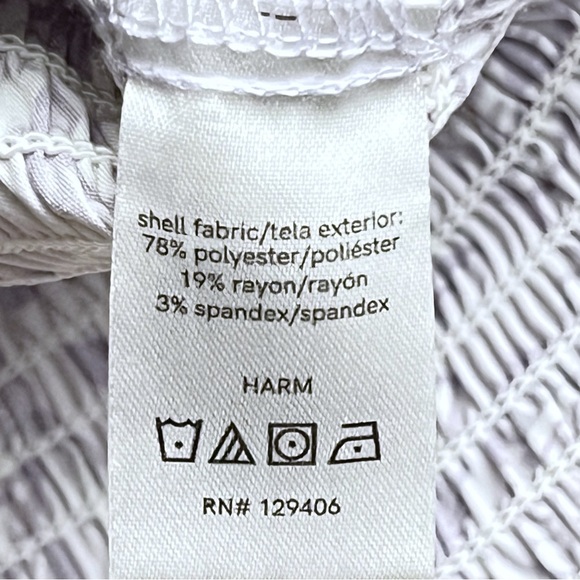 shell fabric/tela exterior:
78% polyester/poliéster
19% rayon/rayón
3% spandex/spandex
HARM
RN# 129406